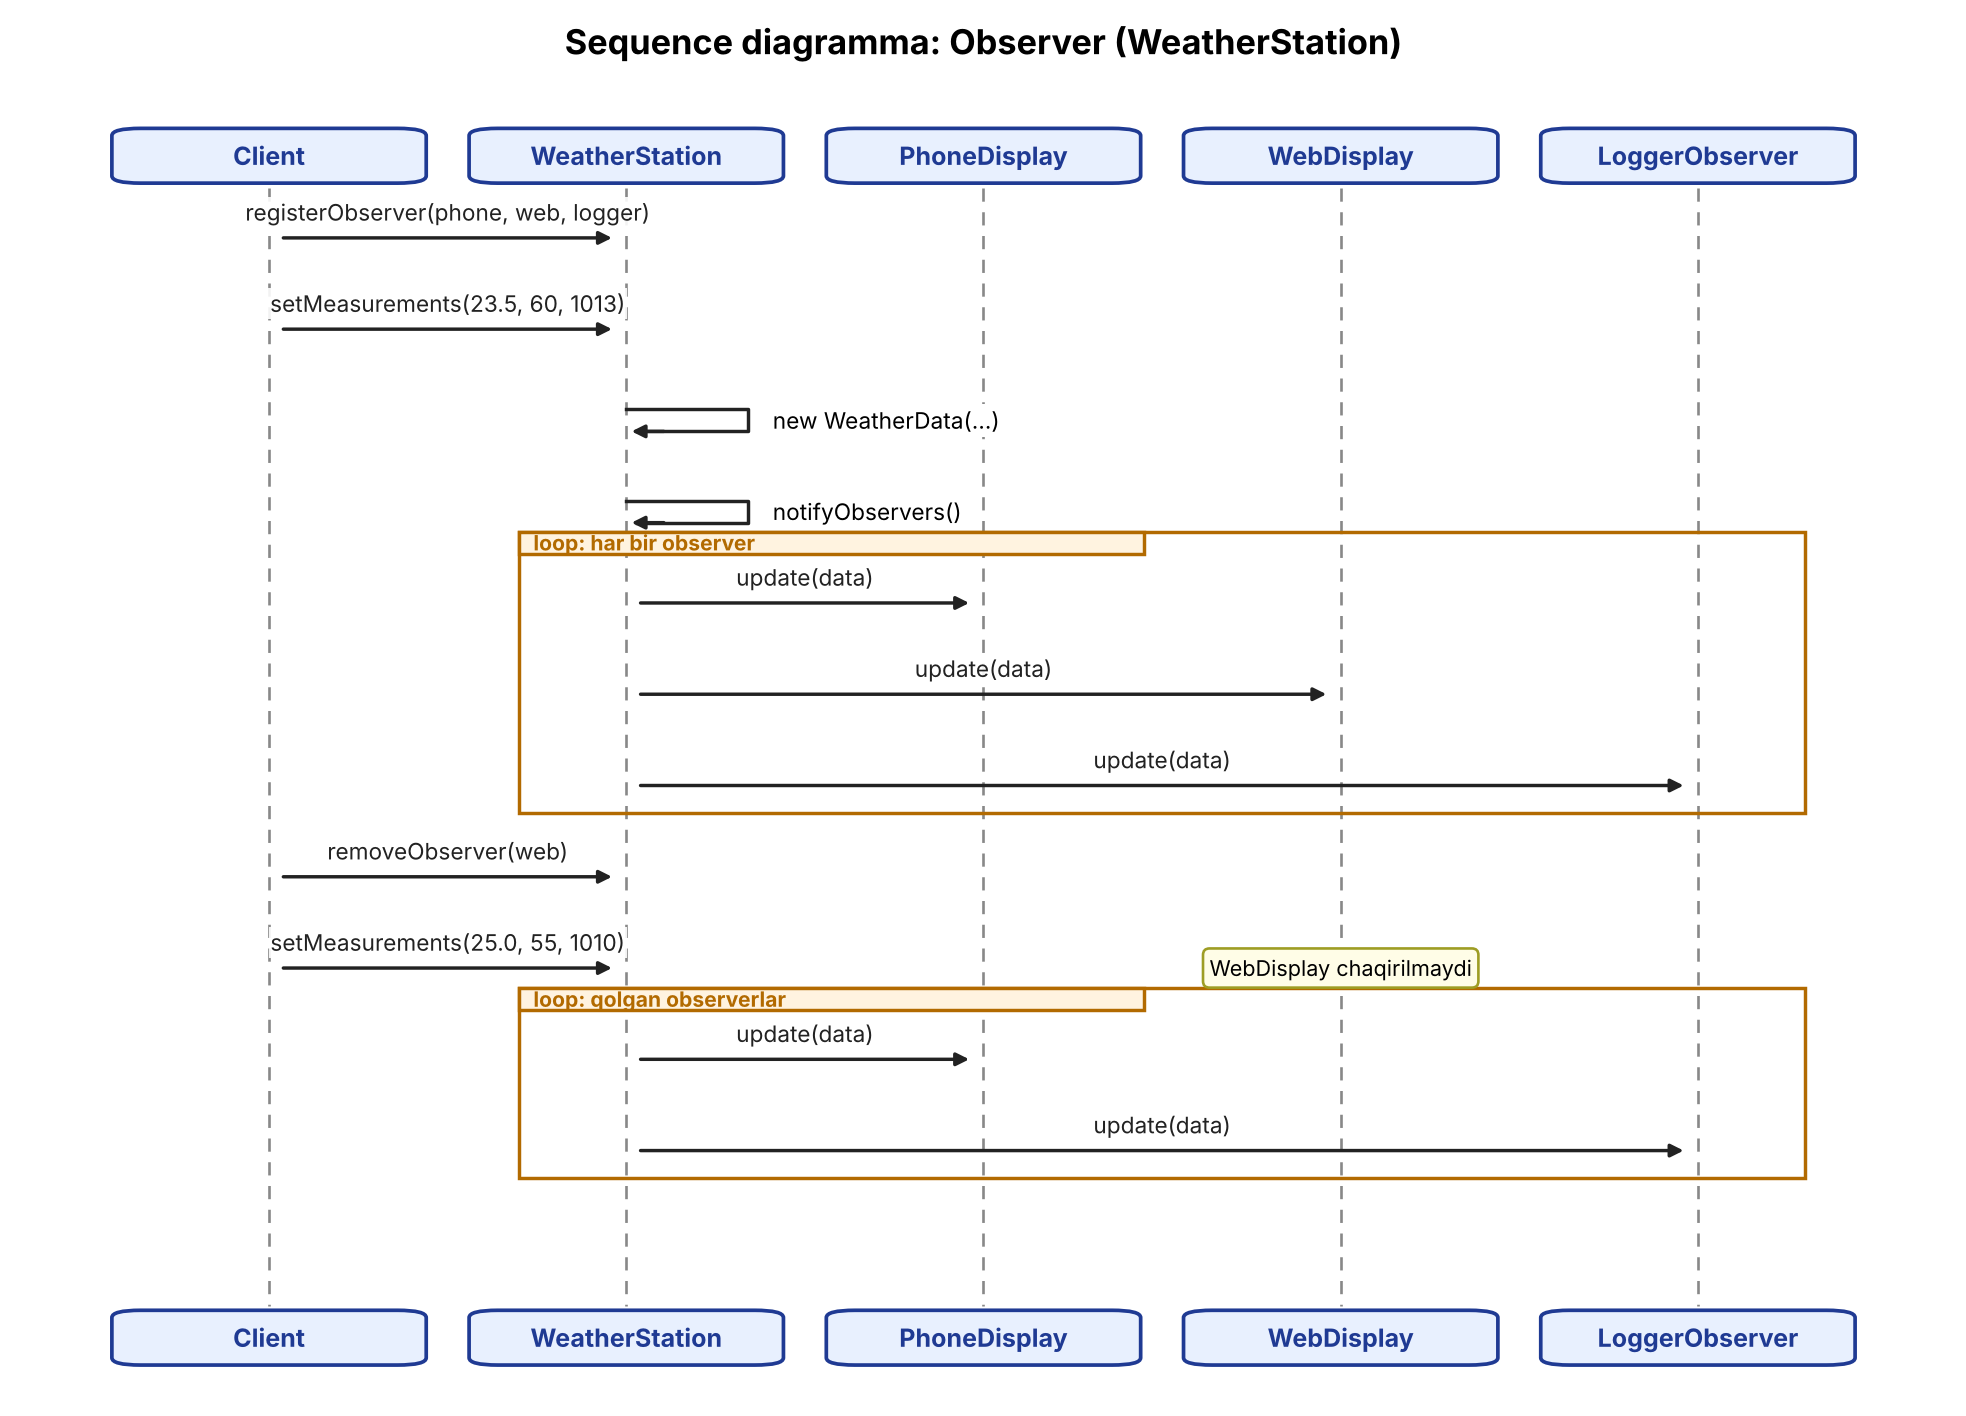 Sequence diagramma: Observer (WeatherStation)
Client
WeatherStation
PhoneDisplay
WebDisplay
LoggerObserver
registerObserver(phone, web, logger)
setMeasurements(23.5, 60, 1013)
new WeatherData(...)
notifyObservers()
loop: har bir observer
update(data)
update(data)
update(data)
removeObserver(web)
setMeasurements(25.0, 55, 1010)
WebDisplay chaqirilmaydi
loop: qolgan observerlar
update(data)
update(data)
Client
WeatherStation
PhoneDisplay
WebDisplay
LoggerObserver